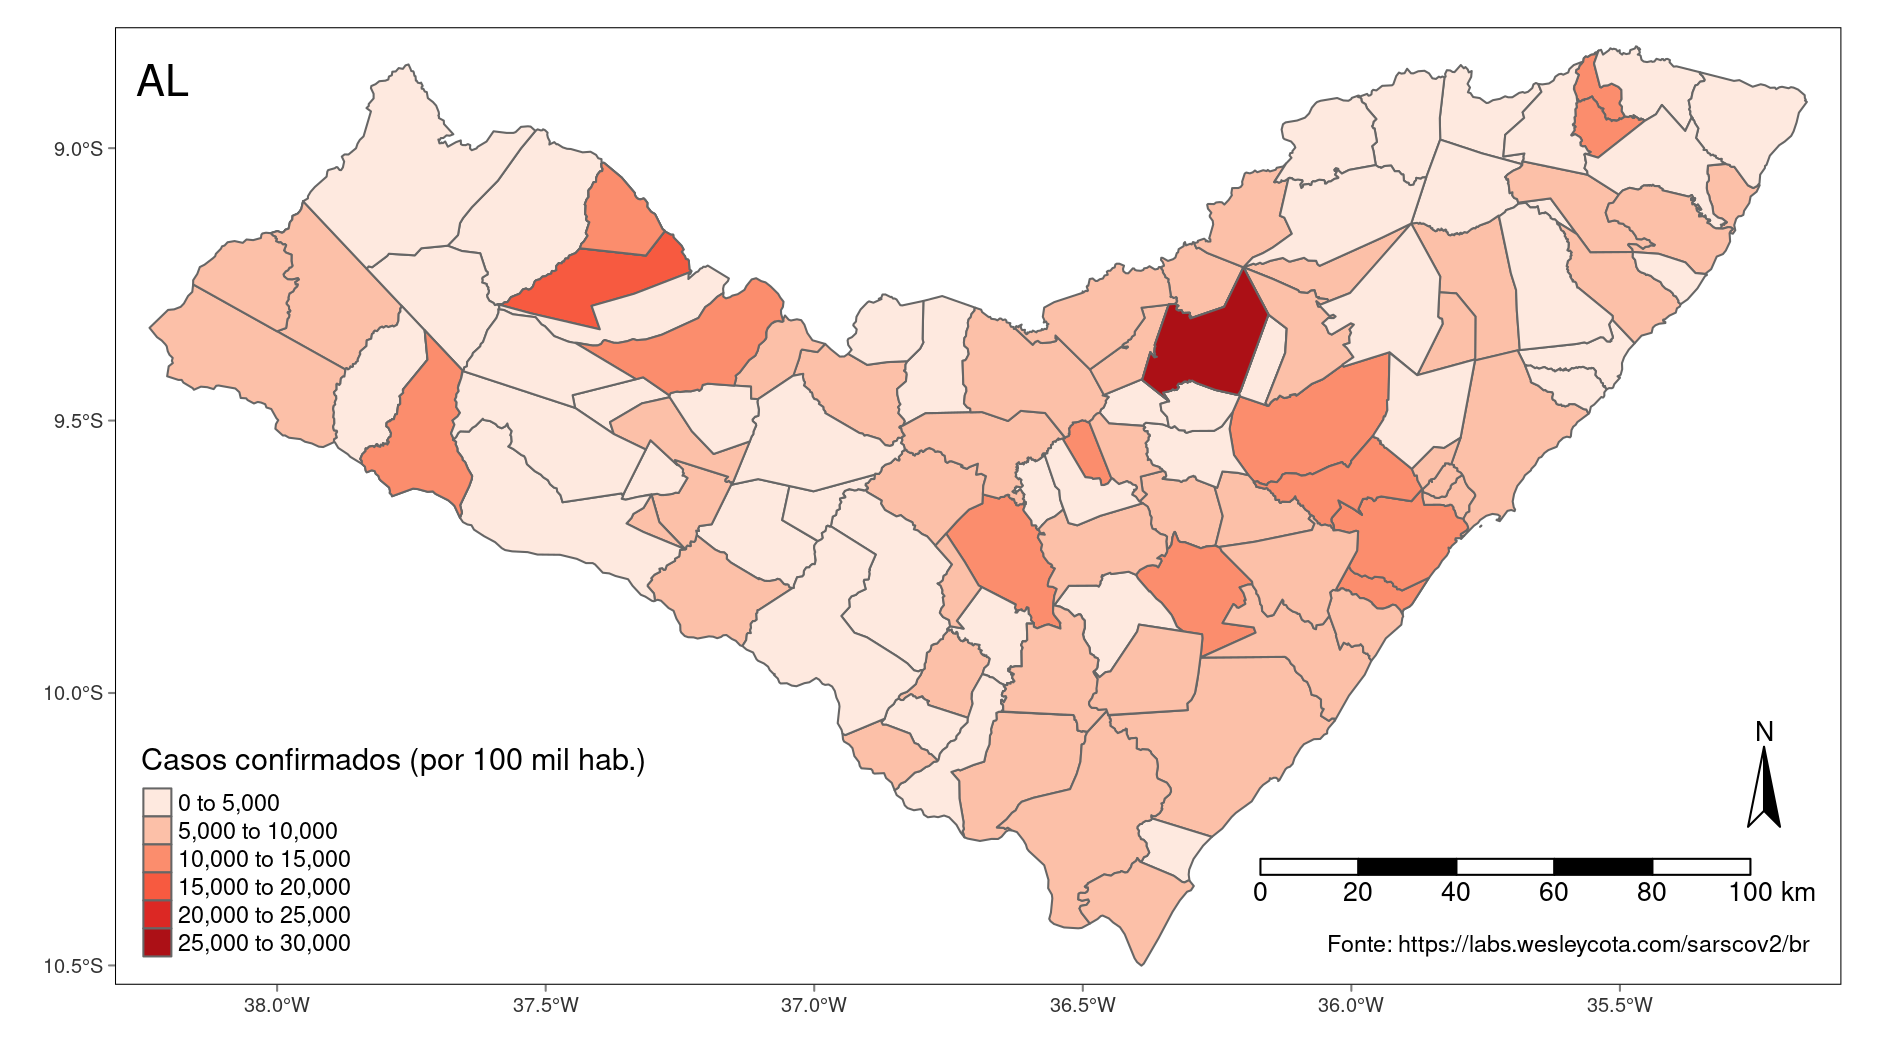 AL
9.0°S
9.5°S
10.0°S
10.5°S
Casos confirmados (por 100 mil hab.)
0 to 5,000
5,000 to 10,000
10,000 to 15,000
15,000 to 20,000
20,000 to 25,000
25,000 to 30,000
N
0 20 40 60 80 100 km
Fonte: https://labs.wesleycota.com/sarscov2/br
38.0°W 37.5°W 37.0°W 36.5°W 36.0°W 35.5°W